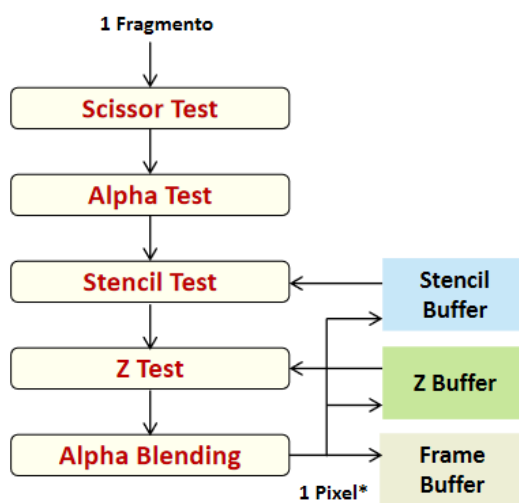 1 Fragmento
Scissor Test
Alpha Test
Stencil Test
Stencil
Buffer
Z Test
Z Buffer
Alpha Blending
Frame
Buffer
1 Pixel*